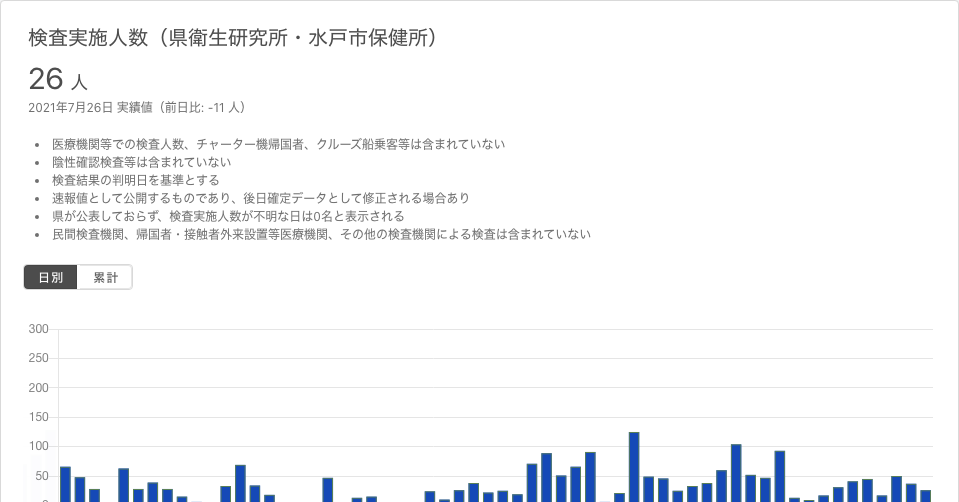 検査実施人数（県衛生研究所・水戸市保健所）
26 人
2021年7月26日 実績値（前日比: -11 人）
• 医療機関等での検査人数、チャーター機帰国者、クルーズ船乗客等は含まれていない
• 陰性確認検査等は含まれていない
• 検査結果の判明日を基準とする
• 速報値として公開するものであり、後日確定データとして修正される場合あり
• 県が公表しておらず、検査実施人数が不明な日は0名と表示される
• 民間検査機関、帰国者・接触者外来設置等医療機関、その他の検査機関による検査は含まれていない
日別 累計
300
250
200
150
100
50